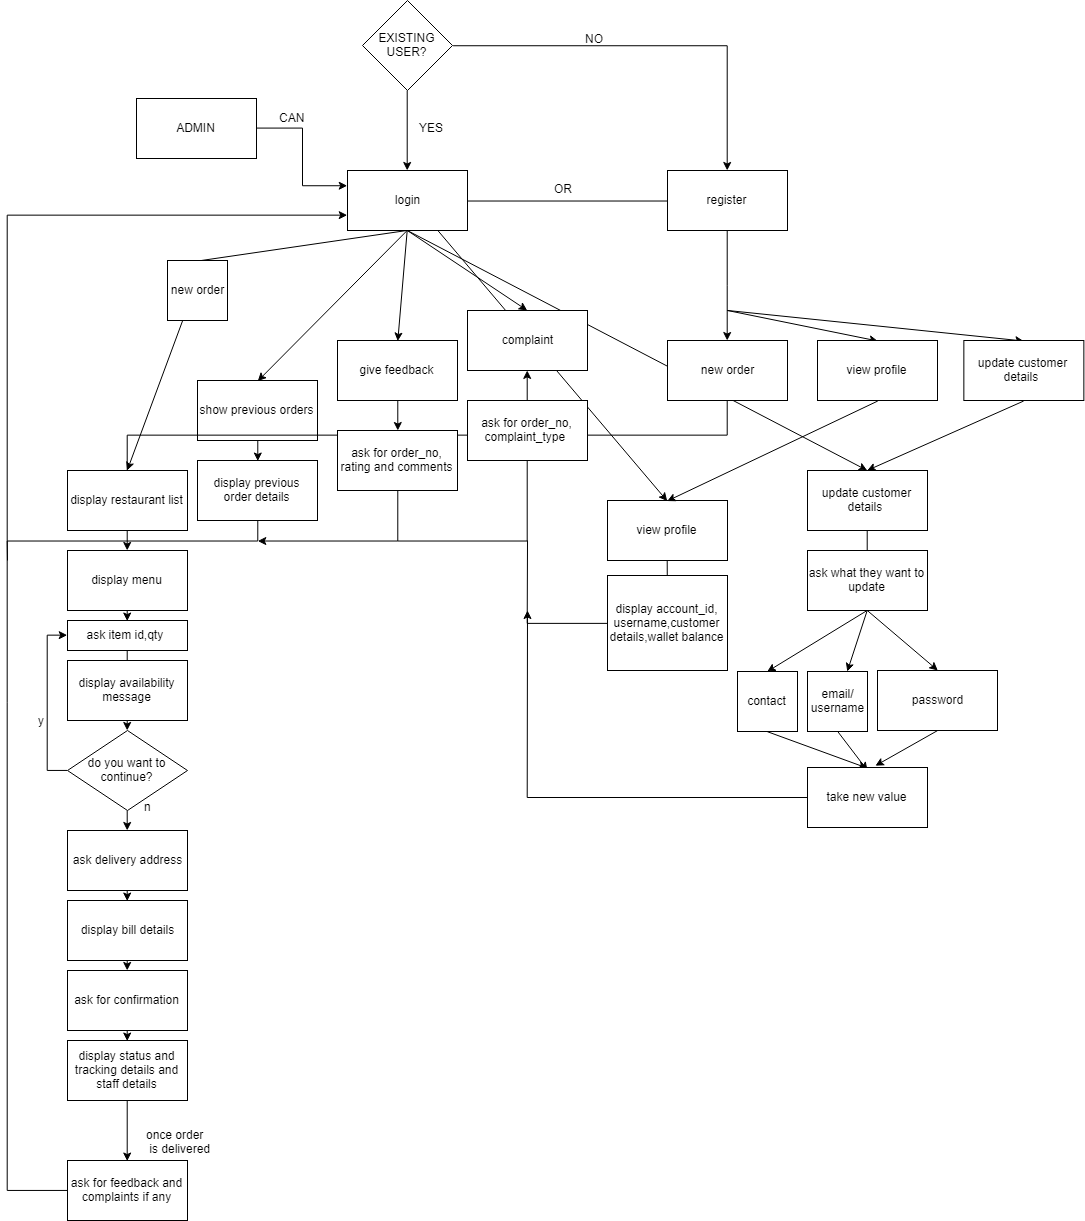 EXISTING
USER?
NO
CAN
ADMIN
YES
login
OR
register
new order
complaint
give feedback
new order
view profile
update customer
details
show previous orders
ask for order_no,
complaint_type
ask for order_no,
rating and comments
display previous
order details
display restaurant list
update customer
details
view profile
display menu
ask what they want to
update
display account_id,
username,customer
details,wallet balance
ask item id,qty
display availability
message
contact
email/
username
password
y
do you want to
continue?
n
take new value
ask delivery address
display bill details
ask for confirmation
display status and
tracking details and
staff details
once order
is delivered
ask for feedback and
complaints if any